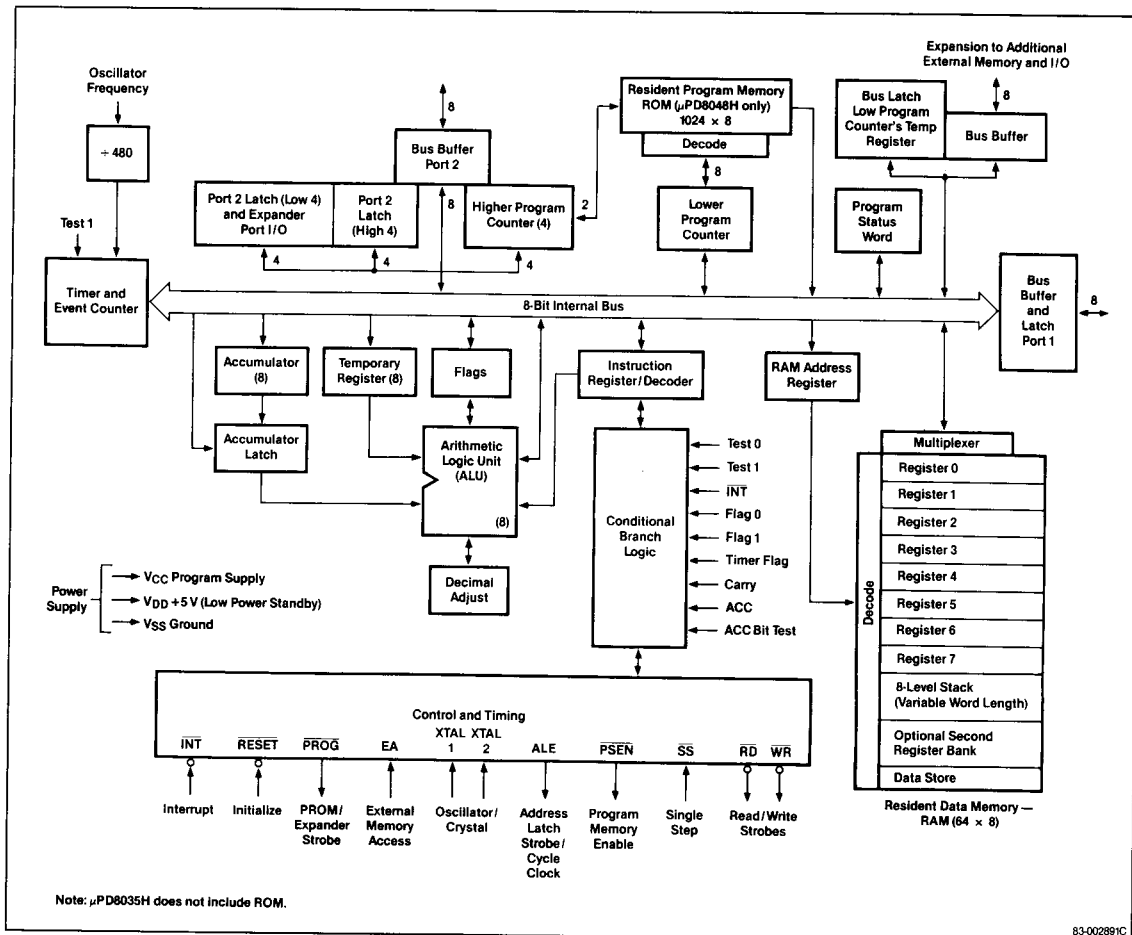 Oscillator
Frequency
÷ 480
Test 1
Timer and
Event Counter
8
Bus Buffer
Port 2
Port 2 Latch (Low 4)
and Expander
Port I/O
Port 2
Latch
(High 4)
8
Higher Program
Counter (4)
2
4
4
4
Resident Program Memory
ROM (μPD8048H only)
1024 × 8
Decode
8
Lower
Program
Counter
Expansion to Additional
External Memory and I/O
8
Bus Latch
Low Program
Counter's Temp
Register
Bus Buffer
Program
Status
Word
8-Bit Internal Bus
Bus
Buffer
and
Latch
Port 1
8
Accumulator
(8)
Temporary
Register (8)
Flags
Instruction
Register/Decoder
RAM Address
Register
Accumulator
Latch
Arithmetic
Logic Unit
(ALU)
(8)
Decimal
Adjust
Conditional
Branch
Logic
Test 0
Test 1
INT
Flag 0
Flag 1
Timer Flag
Carry
ACC
ACC Bit Test
Multiplexer
Decode
Register 0
Register 1
Register 2
Register 3
Register 4
Register 5
Register 6
Register 7
8-Level Stack
(Variable Word Length)
Optional Second
Register Bank
Data Store
Resident Data Memory —
RAM (64 × 8)
Power
Supply
VCC Program Supply
VDD +5 V (Low Power Standby)
VSS Ground
Control and Timing
XTAL XTAL
INT RESET PROG EA 1 2 ALE PSEN SS RD WR
Interrupt
Initialize
PROM/
Expander
Strobe
External
Memory
Access
Oscillator/
Crystal
Address
Latch
Strobe/
Cycle
Clock
Program
Memory
Enable
Single
Step
Read/Write
Strobes
Note: μPD8035H does not include ROM.
83-002891C